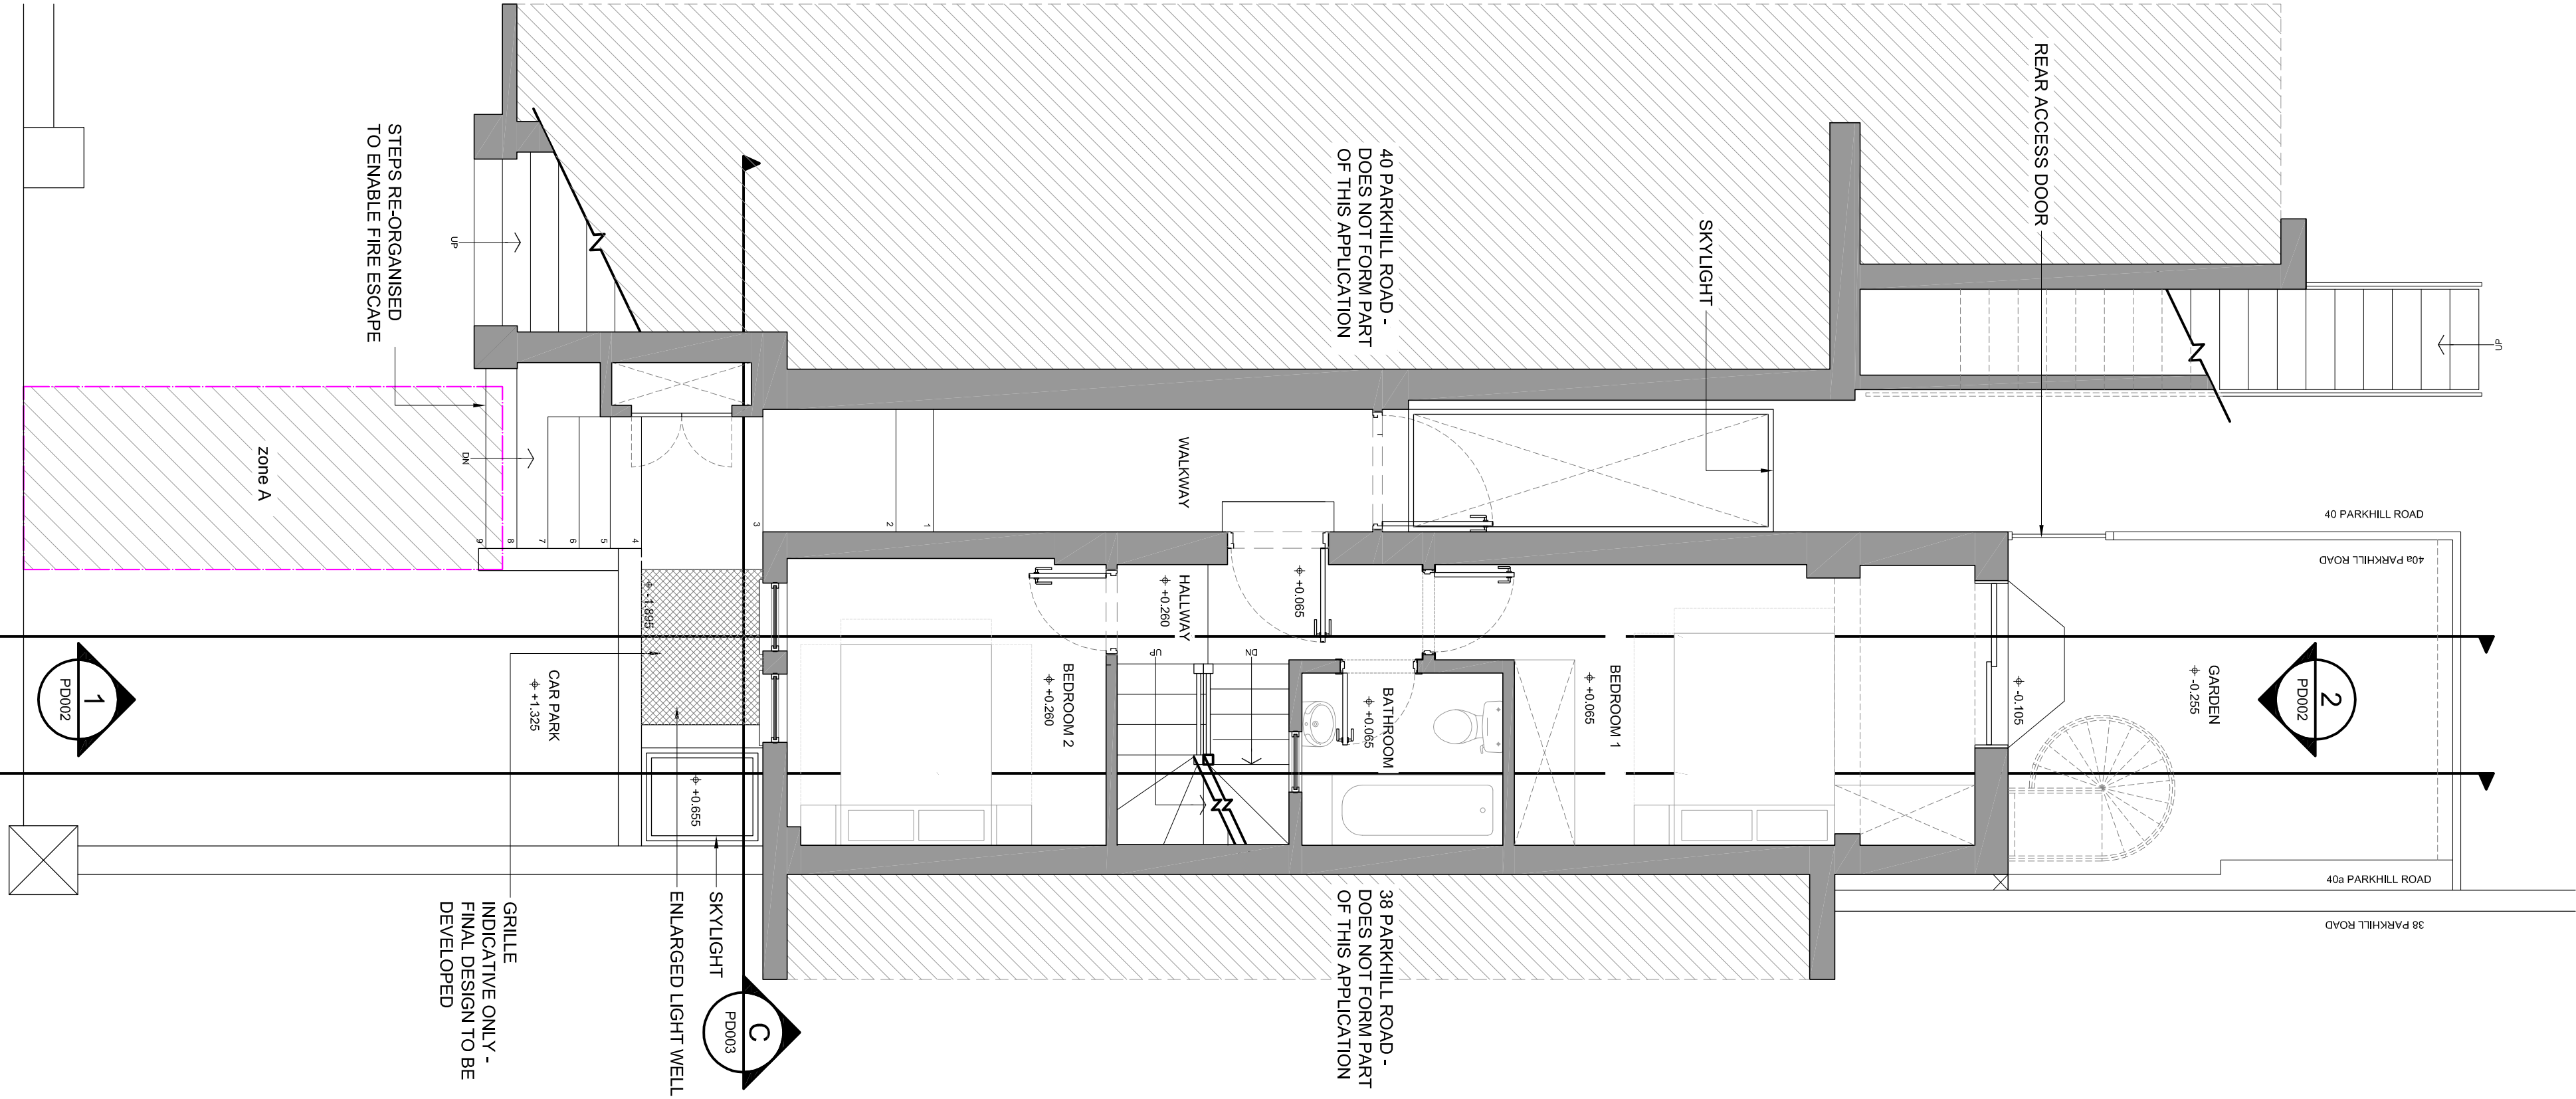 REAR ACCESS DOOR
40 PARKHILL ROAD -
DOES NOT FORM PART
OF THIS APPLICATION
SKYLIGHT
STEPS RE-ORGANISED
TO ENABLE FIRE ESCAPE
UP
UP
DN
zone A
WALKWAY
9
8
7
6
5
4
3
2
1
40 PARKHILL ROAD
40a PARKHILL ROAD
-1.895
HALLWAY
+0.260
+0.065
UP
DN
UP
BEDROOM 2
+0.260
BATHROOM
+0.065
BEDROOM 1
+0.065
-0.105
GARDEN
-0.255
2
PD002
1
PD002
CAR PARK
+1.325
+0.655
40a PARKHILL ROAD
38 PARKHILL ROAD
38 PARKHILL ROAD -
DOES NOT FORM PART
OF THIS APPLICATION
SKYLIGHT
ENLARGED LIGHT WELL
GRILLE
INDICATIVE ONLY -
FINAL DESIGN TO BE
DEVELOPED
C
PD003